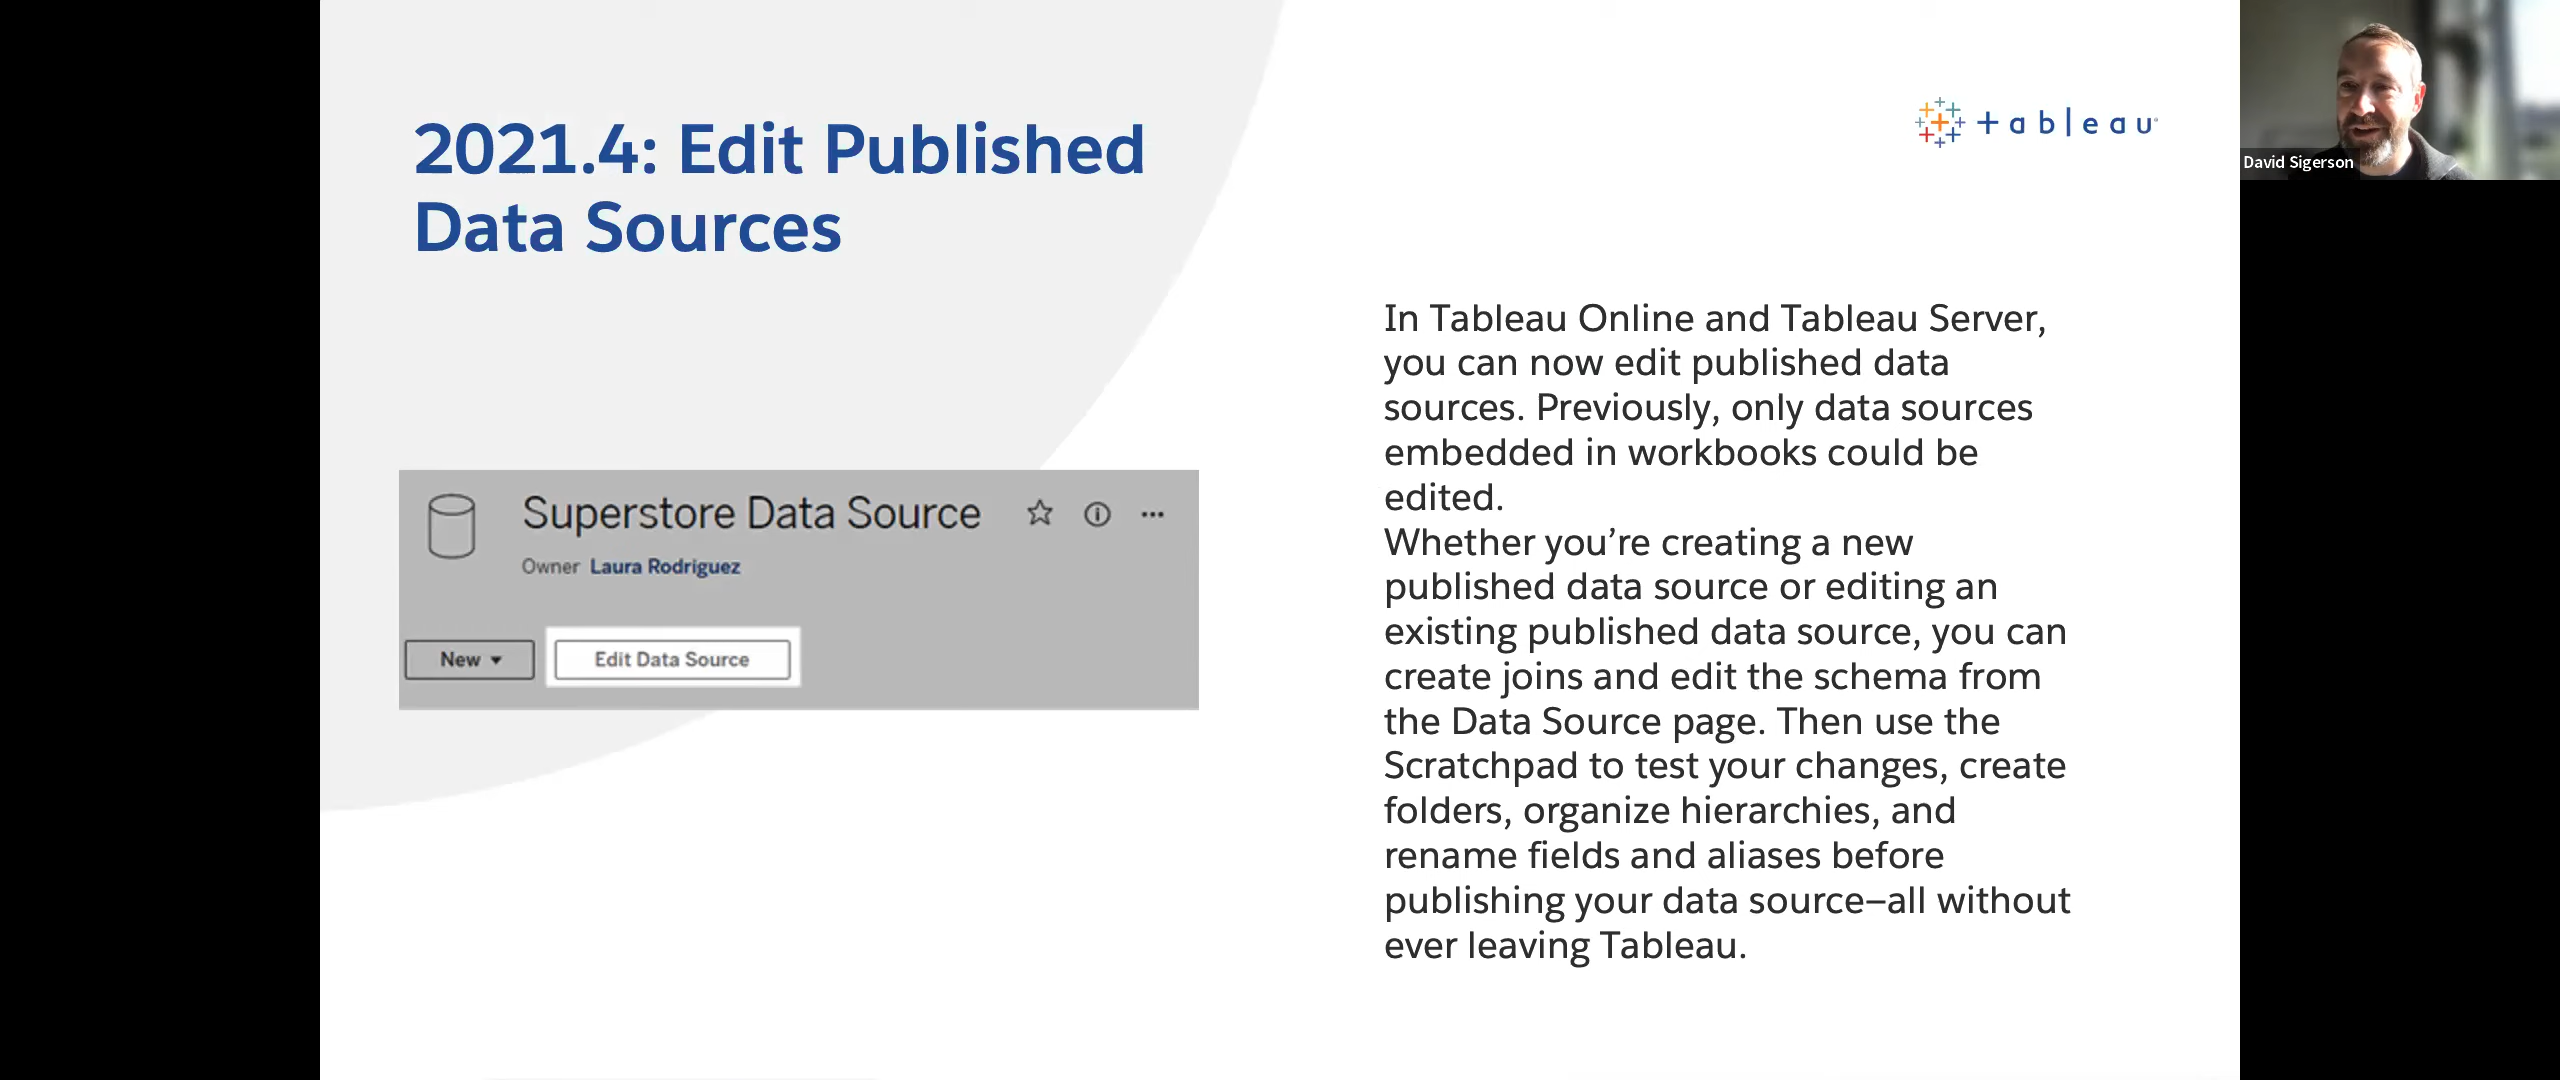 2021.4: Edit Published
Data Sources
+ableau
David Sigerson
Superstore Data Source
Owner Laura Rodriguez
New
Edit Data Source
In Tableau Online and Tableau Server,
you can now edit published data
sources. Previously, only data sources
embedded in workbooks could be
edited.
Whether you’re creating a new
published data source or editing an
existing published data source, you can
create joins and edit the schema from
the Data Source page. Then use the
Scratchpad to test your changes, create
folders, organize hierarchies, and
rename fields and aliases before
publishing your data source—all without
ever leaving Tableau.